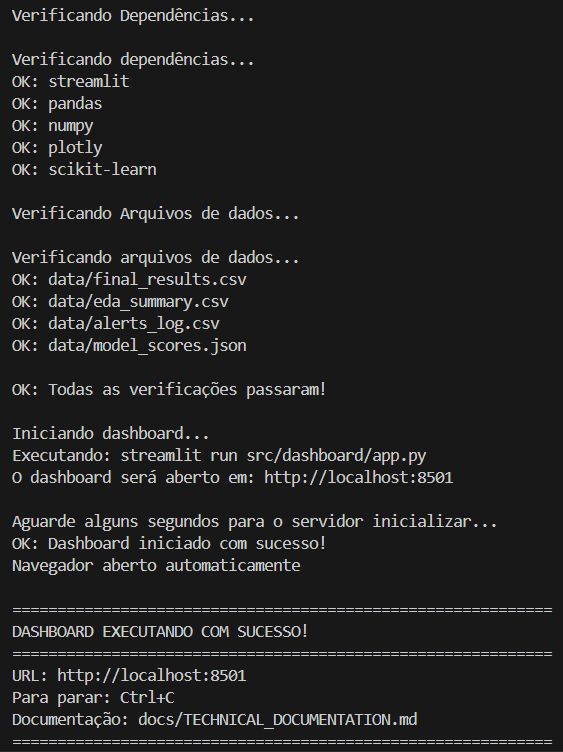 Verificando Dependências...
Verificando dependências...
OK: streamlit
OK: pandas
OK: numpy
OK: plotly
OK: scikit-learn
Verificando Arquivos de dados...
Verificando arquivos de dados...
OK: data/final_results.csv
OK: data/eda_summary.csv
OK: data/alerts_log.csv
OK: data/model_scores.json
OK: Todas as verificações passaram!
Iniciando dashboard...
Executando: streamlit run src/dashboard/app.py
O dashboard será aberto em: http://localhost:8501
Aguarde alguns segundos para o servidor inicializar...
OK: Dashboard iniciado com sucesso!
Navegador aberto automaticamente
============================================================
DASHBOARD EXECUTANDO COM SUCESSO!
============================================================
URL: http://localhost:8501
Para parar: Ctrl+C
Documentação: docs/TECHNICAL_DOCUMENTATION.md
============================================================